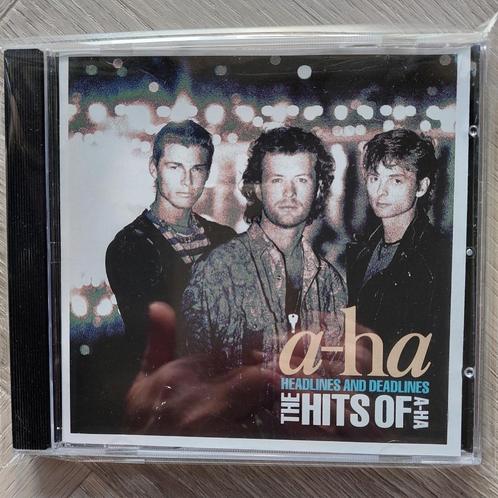 a-ha
HEADLINES AND DEADLINES
THE HITS OF A-HA